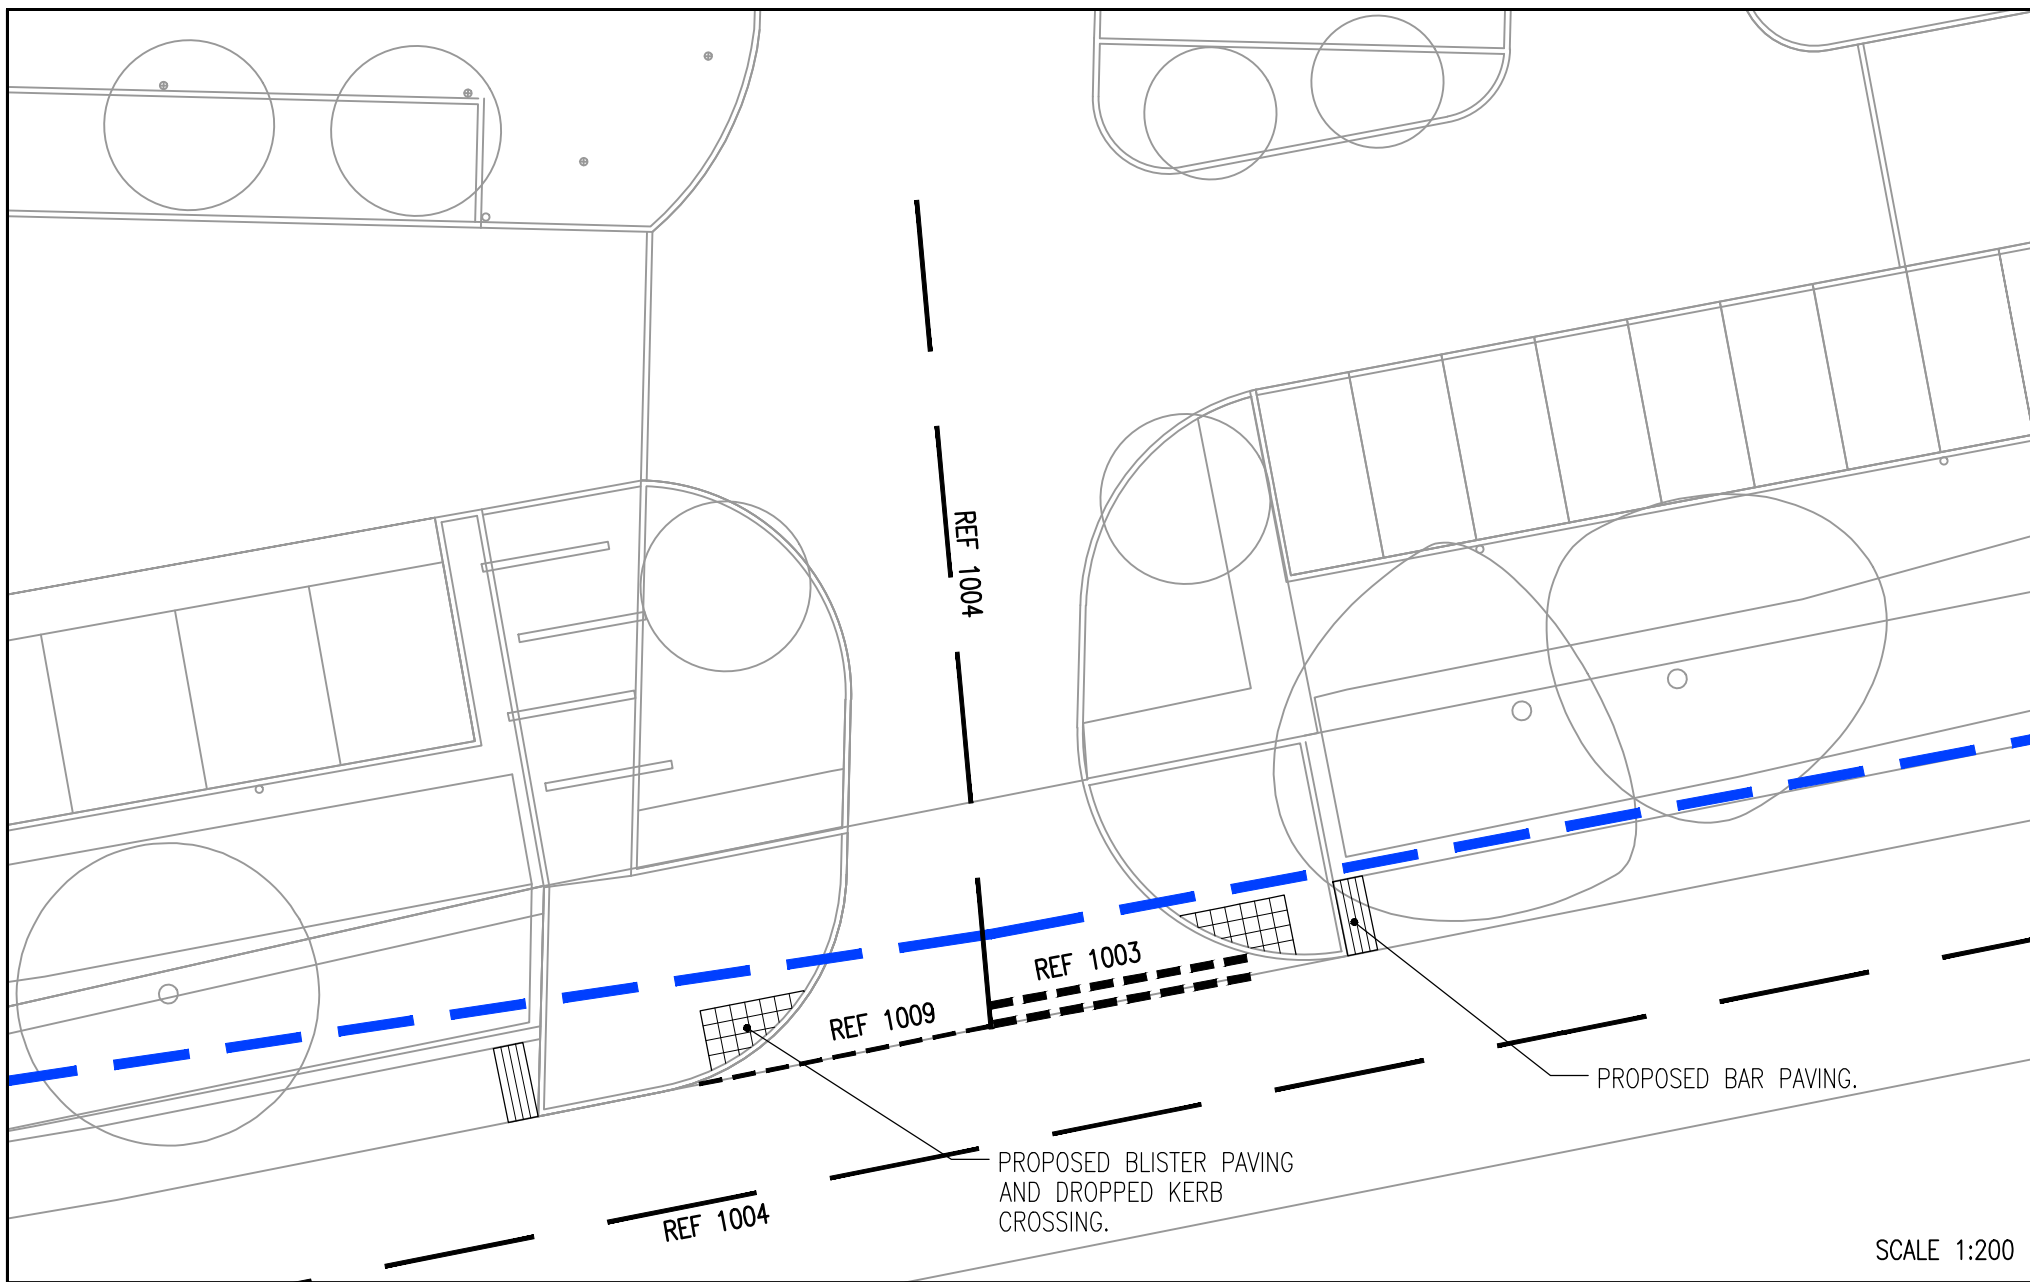 REF 1004
REF 1003
REF 1009
PROPOSED BAR PAVING.
PROPOSED BLISTER PAVING
AND DROPPED KERB
CROSSING.
REF 1004
SCALE 1:200